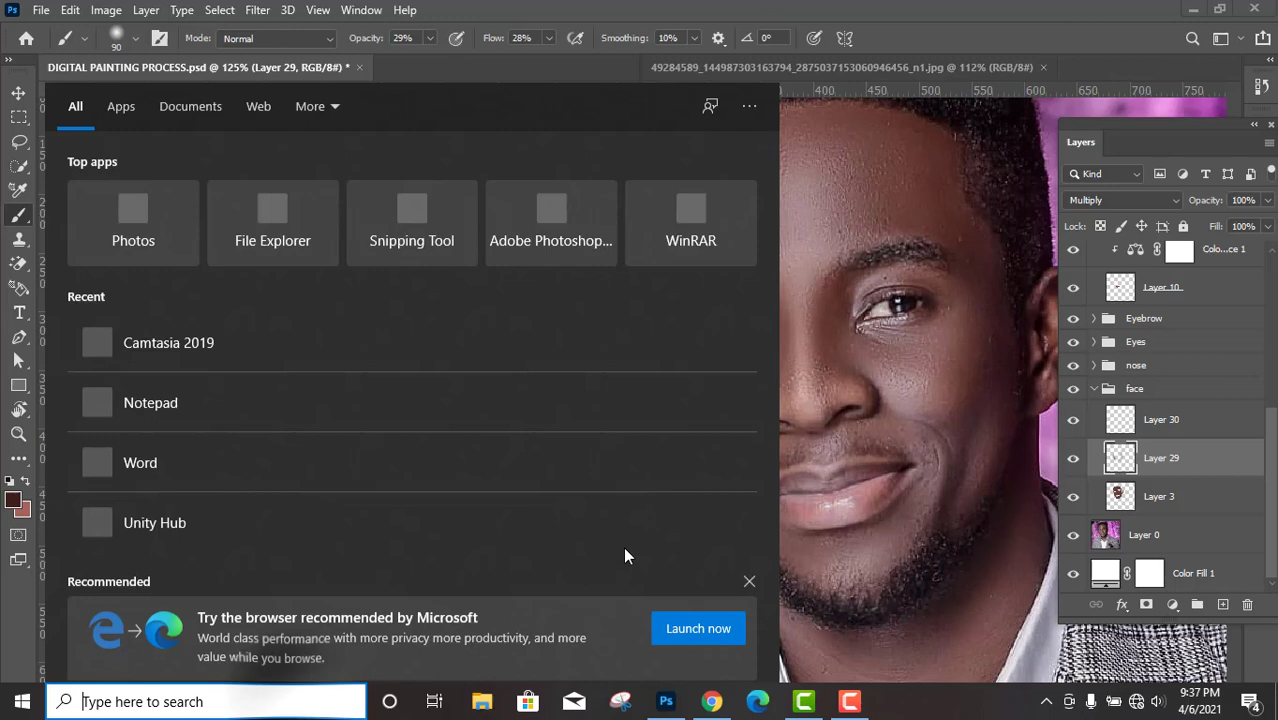 Ps File Edit Image Layer Type Select Filter 3D View Window Help
90 Mode: Normal Opacity: 29% Flow: 28% Smoothing: 10% 0°
DIGITAL PAINTING PROCESS.psd @ 125% (Layer 29, RGB/8#) *
49284589_144987303163794_2875037153060946456_n1.jpg @ 112% (RGB/8#)
400 450 500 550 600 650 700 750
All Apps Documents Web More
Top apps
Photos File Explorer Snipping Tool Adobe Photoshop... WinRAR
Recent
Camtasia 2019
Notepad
Word
Unity Hub
Recommended
Try the browser recommended by Microsoft
World class performance with more privacy more productivity, and more
value while you browse.
Launch now
Layers
Kind
Multiply Opacity: 100%
Lock: Fill: 100%
Colo...ce 1
Layer 10
Eyebrow
Eyes
nose
face
Layer 30
Layer 29
Layer 3
Layer 0
Color Fill 1
Type here to search
Ps
9:37 PM
4/6/2021
4